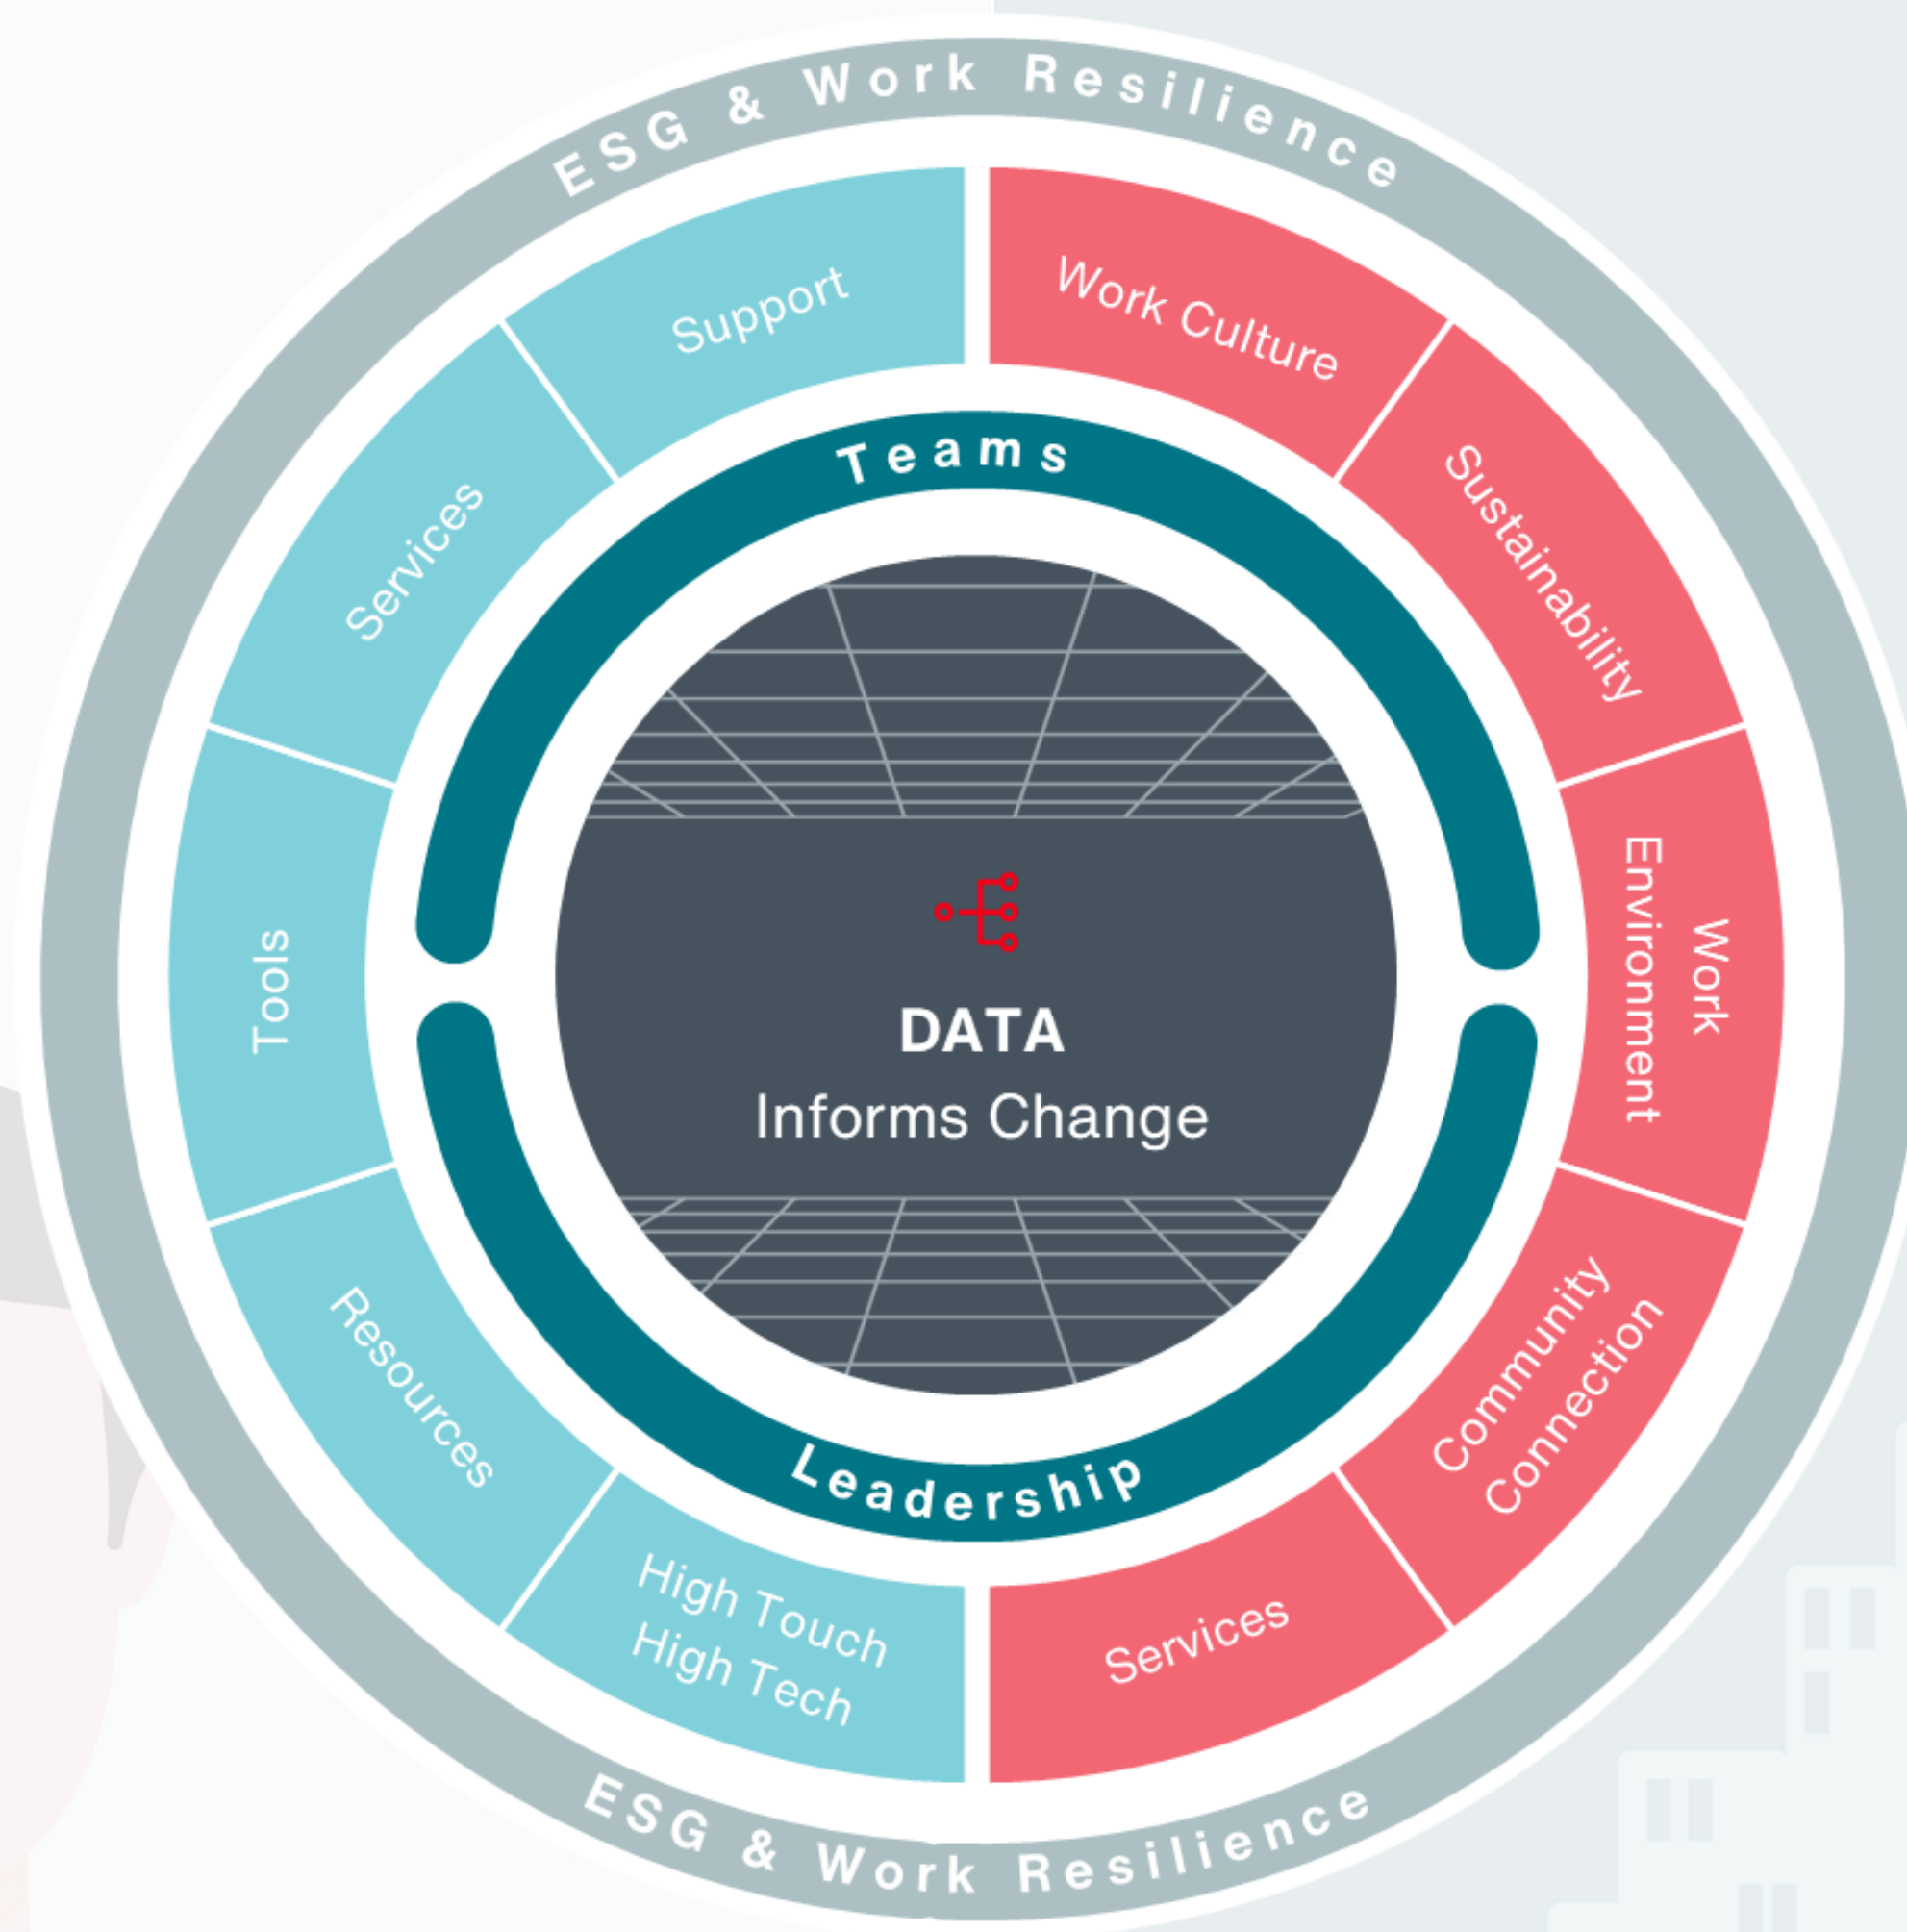 ESG & Work Resilience
Support
Work Culture
Services
Sustainability
Teams
Tools
Work
Environment
DATA
Informs Change
Resources
Community
Connection
Leadership
High Touch
High Tech
Services
ESG & Work Resilience